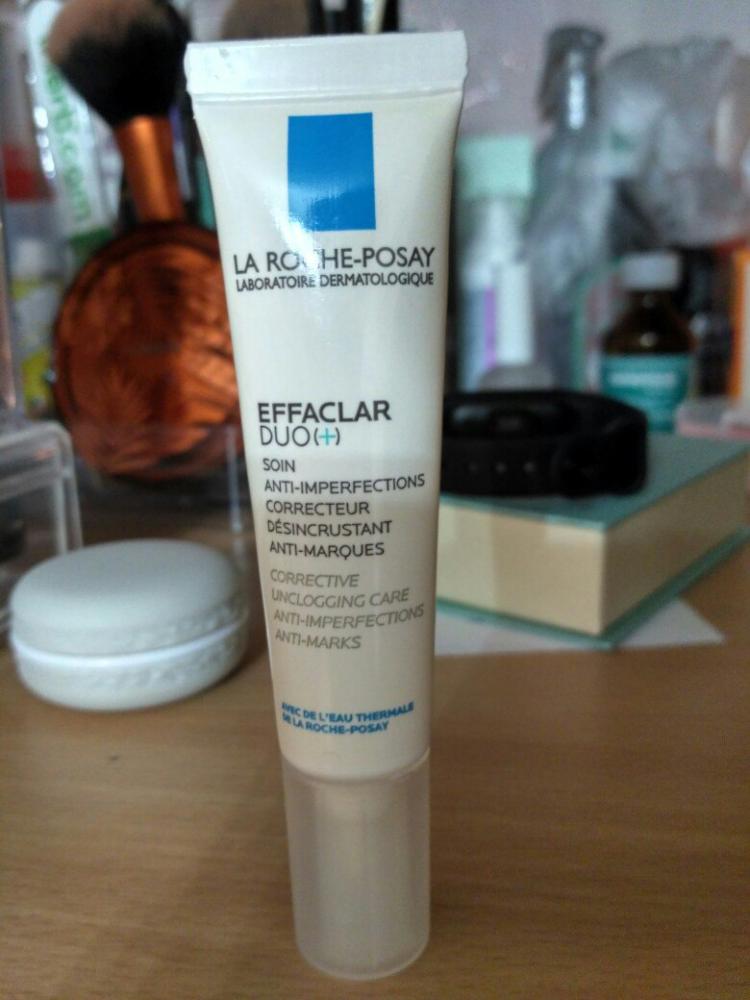 LA ROCHE-POSAY
LABORATOIRE DERMATOLOGIQUE
EFFACLAR
DUO(+)
SOIN
ANTI-IMPERFECTIONS
CORRECTEUR
DÉSINCRUSTANT
ANTI-MARQUES
CORRECTIVE
UNCLOGGING CARE
ANTI-IMPERFECTIONS
ANTI-MARKS
AVEC DE L'EAU THERMALE
DE LA ROCHE-POSAY